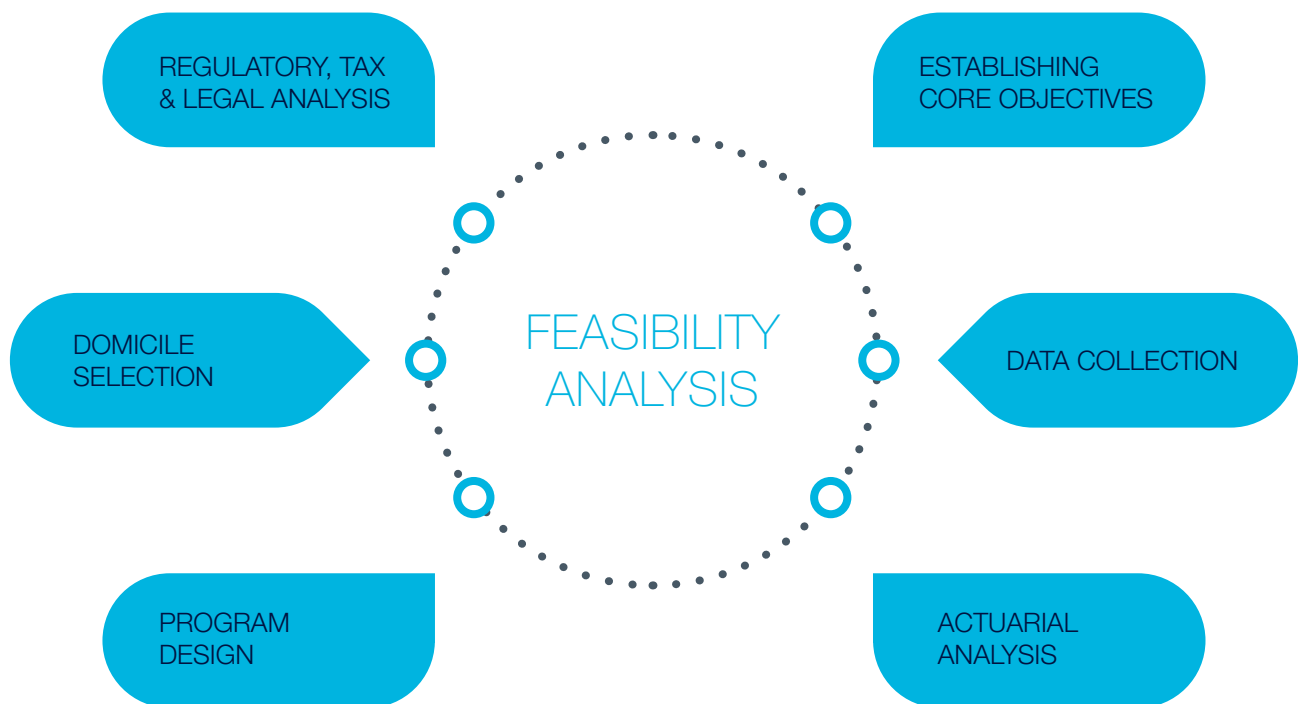 REGULATORY, TAX
& LEGAL ANALYSIS
ESTABLISHING
CORE OBJECTIVES
DOMICILE
SELECTION
FEASIBILITY
ANALYSIS
DATA COLLECTION
PROGRAM
DESIGN
ACTUARIAL
ANALYSIS